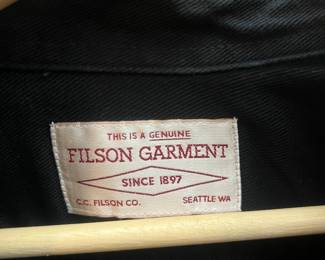 THIS IS A GENUINE
FILSON GARMENT
SINCE 1897
C.C. FILSON CO. SEATTLE WA